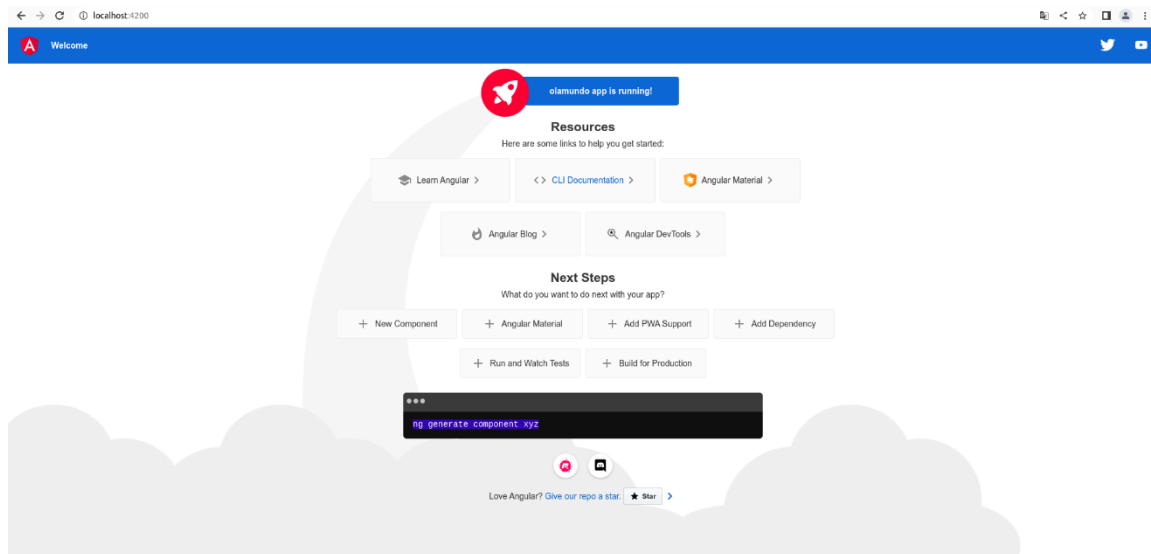 localhost:4200
Welcome
olamundo app is running!
Resources
Here are some links to help you get started:
Learn Angular
CLI Documentation
Angular Material
Angular Blog
Angular DevTools
Next Steps
What do you want to do next with your app?
New Component
Angular Material
Add PWA Support
Add Dependency
Run and Watch Tests
Build for Production
ng generate component xyz
Love Angular? Give our repo a star. Star